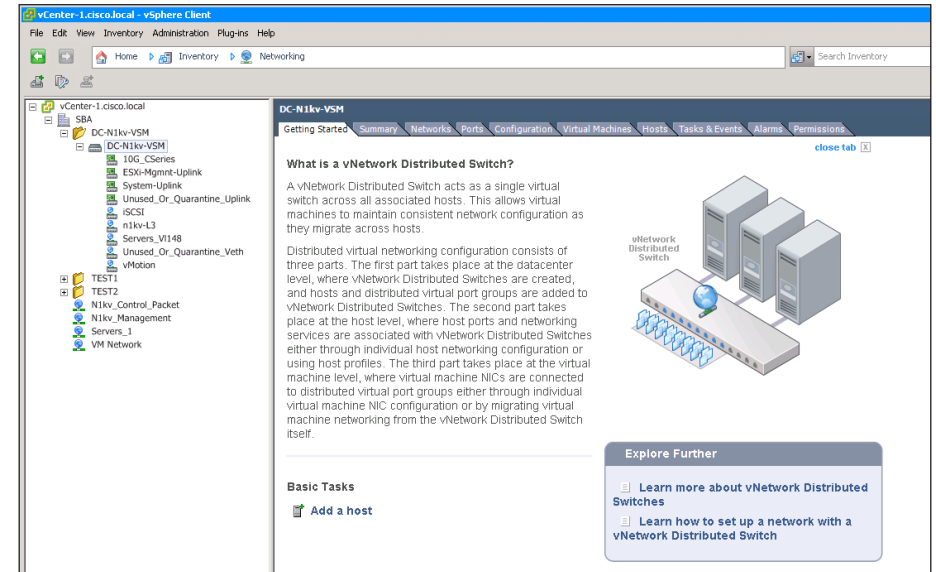 vCenter-1.cisco.local - vSphere Client
File Edit View Inventory Administration Plug-ins Help
Home Inventory Networking
Search Inventory
vCenter-1.cisco.local
SBA
DC-N1kv-VSM
DC-N1kv-VSM
10G_CSeries
ESXi-Mgmnt-Uplink
System-Uplink
Unused_Or_Quarantine_Uplink
iSCSI
n1kv-L3
Servers_Vl148
Unused_Or_Quarantine_Veth
vMotion
TEST1
TEST2
N1kv_Control_Packet
N1kv_Management
Servers_1
VM Network
DC-N1kv-VSM
Getting Started Summary Networks Ports Configuration Virtual Machines Hosts Tasks & Events Alarms Permissions
close tab X
What is a vNetwork Distributed Switch?
A vNetwork Distributed Switch acts as a single virtual
switch across all associated hosts. This allows virtual
machines to maintain consistent network configuration as
they migrate across hosts.
Distributed virtual networking configuration consists of
three parts. The first part takes place at the datacenter
level, where vNetwork Distributed Switches are created,
and hosts and distributed virtual port groups are added to
vNetwork Distributed Switches. The second part takes
place at the host level, where host ports and networking
services are associated with vNetwork Distributed Switches
either through individual host networking configuration or
using host profiles. The third part takes place at the virtual
machine level, where virtual machine NICs are connected
to distributed virtual port groups either through individual
virtual machine NIC configuration or by migrating virtual
machine networking from the vNetwork Distributed Switch
itself.
vNetwork
Distributed
Switch
Basic Tasks
Add a host
Explore Further
Learn more about vNetwork Distributed
Switches
Learn how to set up a network with a
vNetwork Distributed Switch